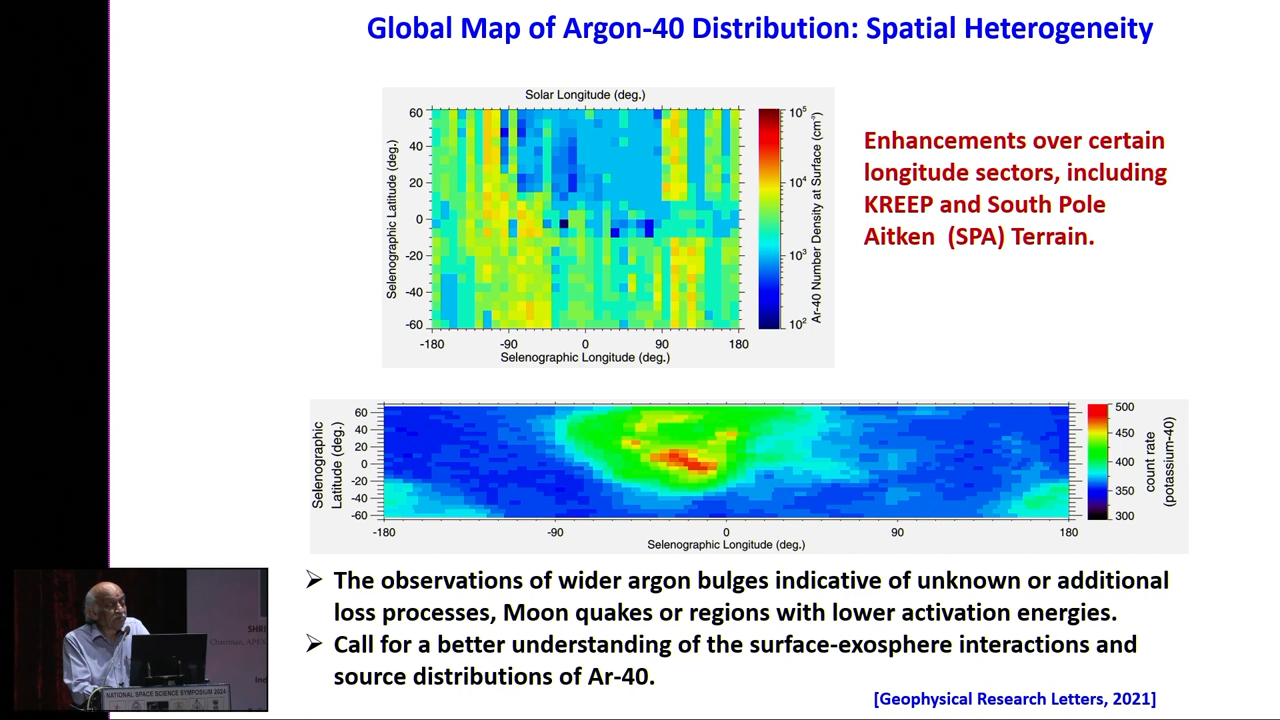 Global Map of Argon-40 Distribution: Spatial Heterogeneity
Solar Longitude (deg.)
Selenographic Latitude (deg.)
60
40
20
0
-20
-40
-60
-180 -90 0 90 180
Selenographic Longitude (deg.)
10⁵
10⁴
10³
10²
Ar-40 Number Density at Surface (cm⁻³)
Enhancements over certain
longitude sectors, including
KREEP and South Pole
Aitken (SPA) Terrain.
Selenographic
Latitude (deg.)
60
40
20
0
-20
-40
-60
-180 -90 0 90 180
Selenographic Longitude (deg.)
500
450
400
350
300
count rate
(potassium-40)
➢ The observations of wider argon bulges indicative of unknown or additional
loss processes, Moon quakes or regions with lower activation energies.
➢ Call for a better understanding of the surface-exosphere interactions and
source distributions of Ar-40.
[Geophysical Research Letters, 2021]
SHRI
Chairman, APEX
NATIONAL SPACE SCIENCE SYMPOSIUM 2024